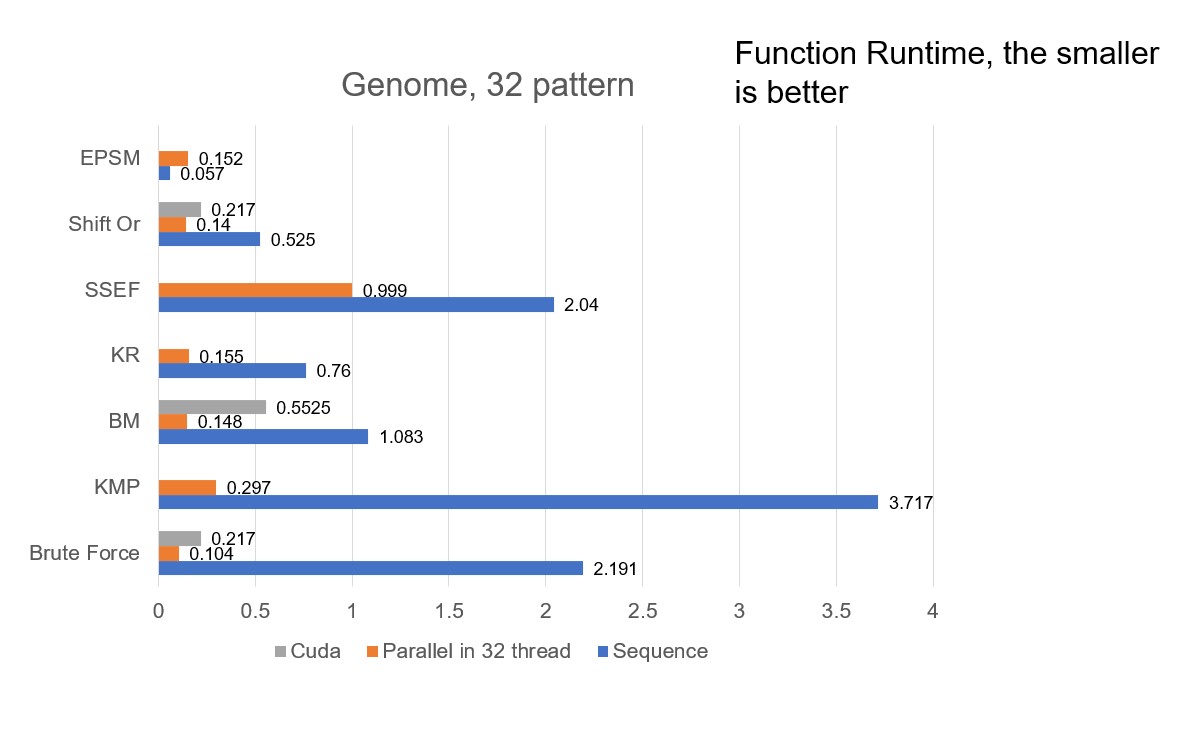 Function Runtime, the smaller
is better
Genome, 32 pattern
EPSM
0.152
0.057
Shift Or
0.217
0.14
0.525
SSEF
0.999
2.04
KR
0.155
0.76
BM
0.5525
0.148
1.083
KMP
0.297
3.717
Brute Force
0.217
0.104
2.191
0 0.5 1 1.5 2 2.5 3 3.5 4
Cuda Parallel in 32 thread Sequence